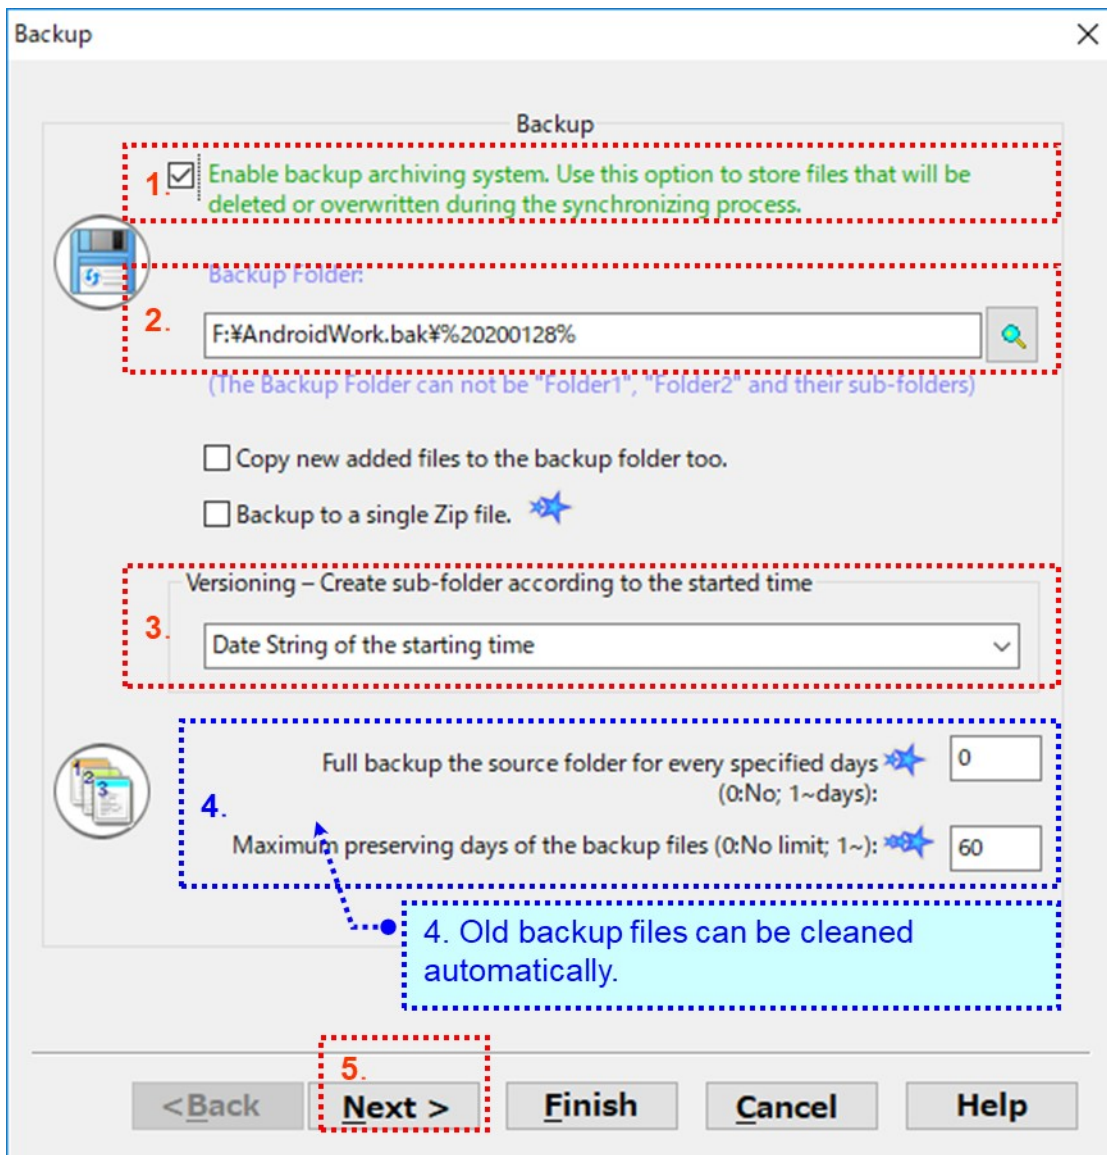 Backup
Backup
1.
Enable backup archiving system. Use this option to store files that will be
deleted or overwritten during the synchronizing process.
Backup Folder:
2.
F:¥AndroidWork.bak¥%20200128%
(The Backup Folder can not be "Folder1", "Folder2" and their sub-folders)
Copy new added files to the backup folder too.
Backup to a single Zip file.
Versioning – Create sub-folder according to the started time
3.
Date String of the starting time
1
2
3
Full backup the source folder for every specified days
0
(0:No; 1~days):
4.
Maximum preserving days of the backup files (0:No limit; 1~):
60
4. Old backup files can be cleaned
automatically.
5.
<Back
Next >
Finish
Cancel
Help